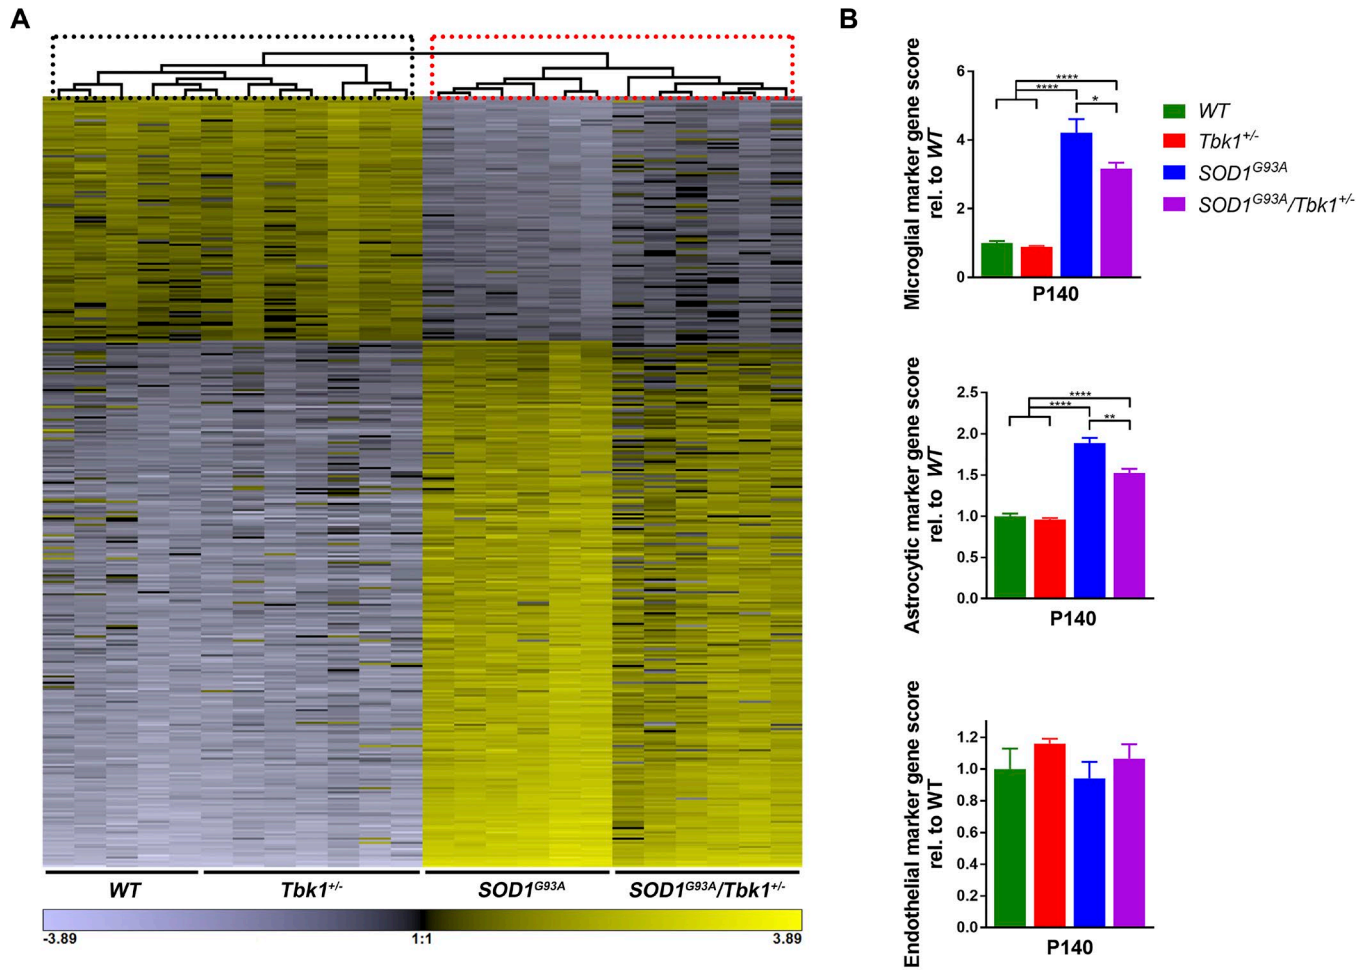 A
WT
Tbk1+/-
SOD1G93A
SOD1G93A/Tbk1+/-
-3.89
1:1
3.89
B
Microglial marker gene score
rel. to WT
6
4
2
0
****
****
*
P140
WT
Tbk1+/-
SOD1G93A
SOD1G93A/Tbk1+/-
Astrocytic marker gene score
rel. to WT
2.5
2.0
1.5
1.0
0.5
0.0
****
****
**
P140
Endothelial marker gene score
rel. to WT
1.2
1.0
0.8
0.6
0.4
0.2
0.0
P140